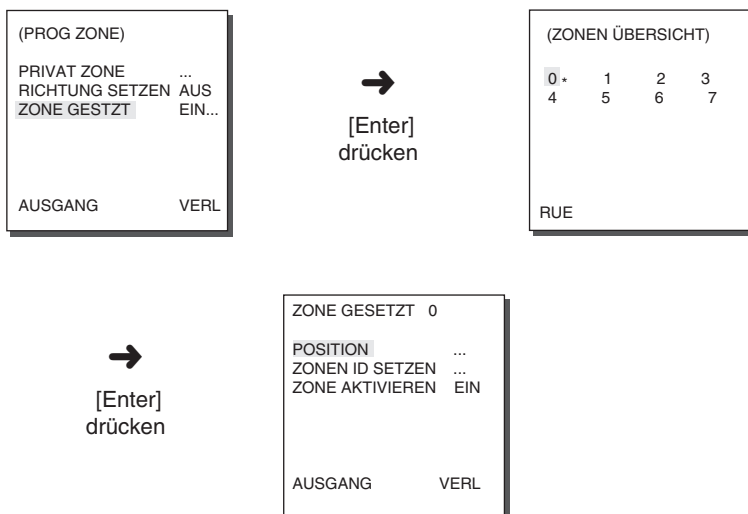 (PROG ZONE)
PRIVAT ZONE ...
RICHTUNG SETZEN AUS
ZONE GESTZT EIN...
AUSGANG VERL
[Enter]
drücken
(ZONEN ÜBERSICHT)
0 * 1 2 3
4 5 6 7
RUE
[Enter]
drücken
ZONE GESETZT 0
POSITION ...
ZONEN ID SETZEN ...
ZONE AKTIVIEREN EIN
AUSGANG VERL